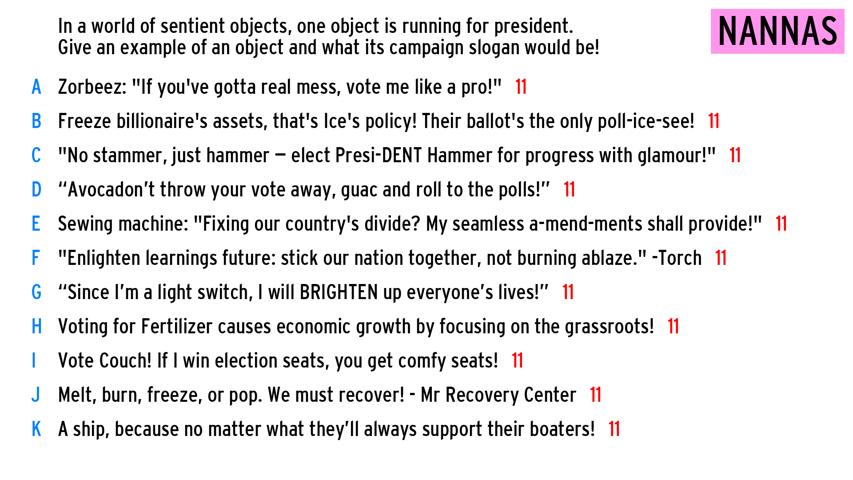 In a world of sentient objects, one object is running for president.
Give an example of an object and what its campaign slogan would be!
NANNAS
A Zorbeez: "If you've gotta real mess, vote me like a pro!" 11
B Freeze billionaire's assets, that's Ice's policy! Their ballot's the only poll-ice-see! 11
C "No stammer, just hammer – elect Presi-DENT Hammer for progress with glamour!" 11
D “Avocadon’t throw your vote away, guac and roll to the polls!” 11
E Sewing machine: "Fixing our country's divide? My seamless a-mend-ments shall provide!" 11
F "Enlighten learnings future: stick our nation together, not burning ablaze." -Torch 11
G “Since I’m a light switch, I will BRIGHTEN up everyone’s lives!” 11
H Voting for Fertilizer causes economic growth by focusing on the grassroots! 11
I Vote Couch! If I win election seats, you get comfy seats! 11
J Melt, burn, freeze, or pop. We must recover! - Mr Recovery Center 11
K A ship, because no matter what they’ll always support their boaters! 11